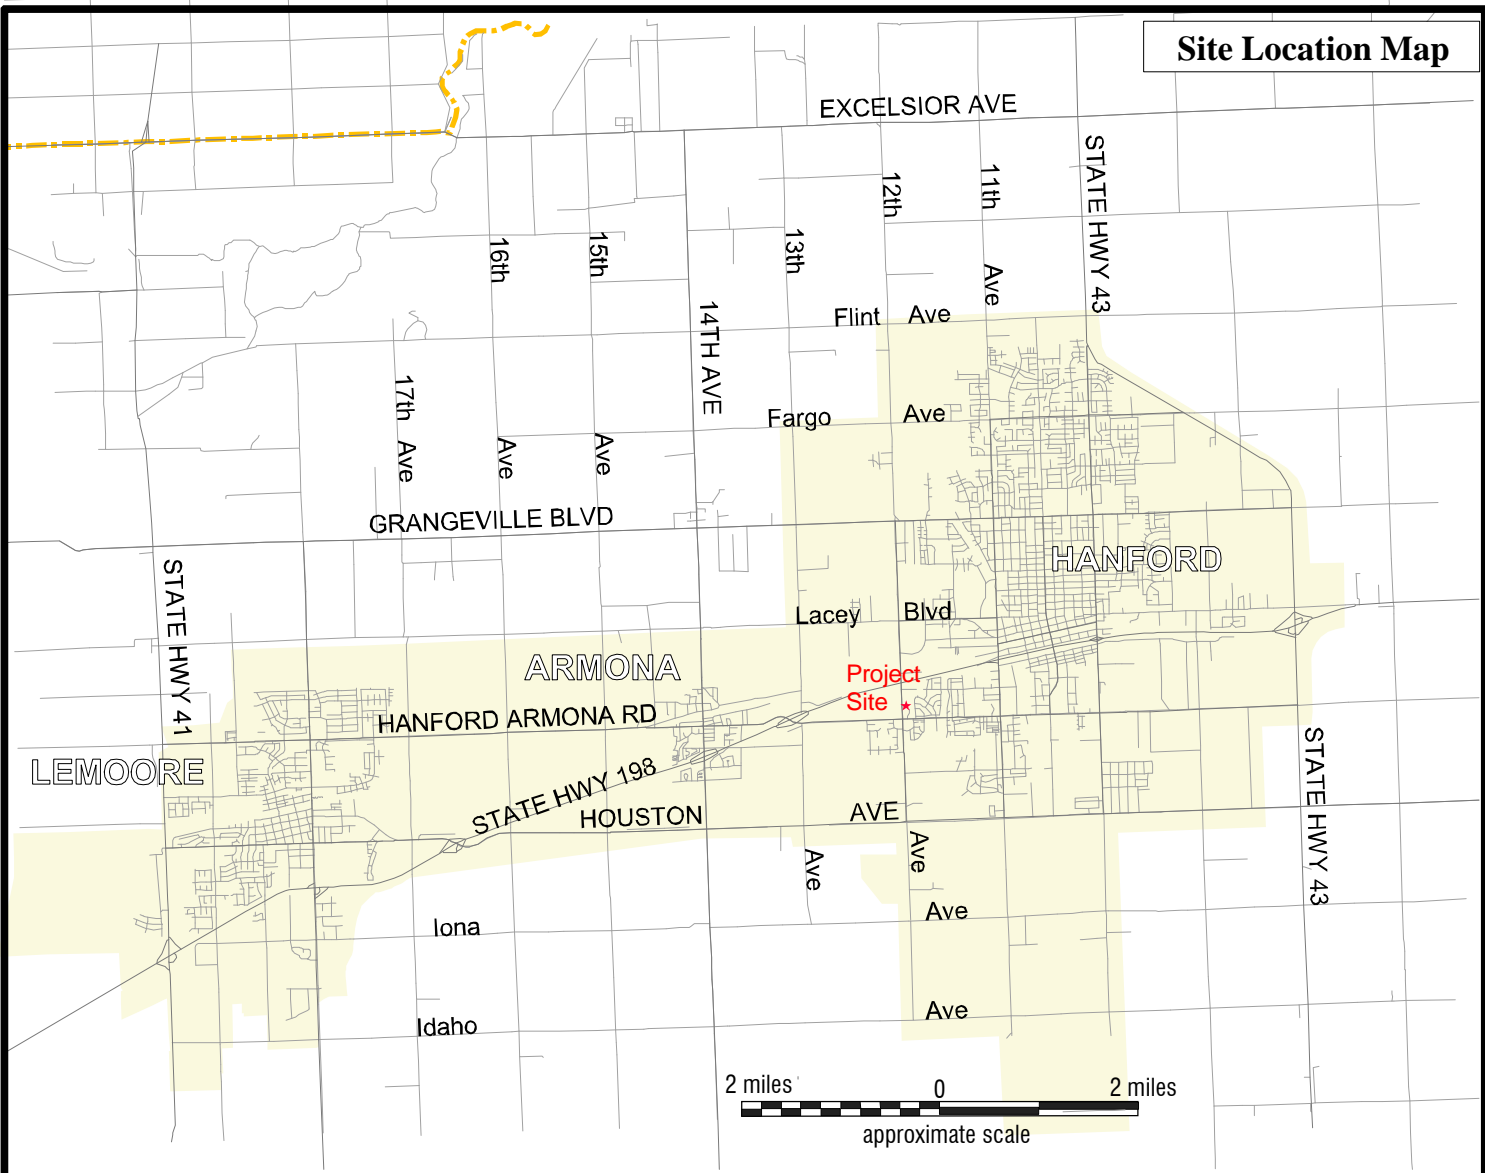 Site Location Map
EXCELSIOR AVE
STATE HWY 43
11th
Ave
12th
13th
15th
16th
14TH AVE
Flint Ave
17th
Ave
Ave
Ave
Fargo Ave
GRANGEVILLE BLVD
HANFORD
STATE HWY 41
Lacey Blvd
ARMONA
Project
Site
HANFORD ARMONA RD
LEMOORE
STATE HWY 198
STATE HWY 43
HOUSTON AVE
Ave
Ave
Iona Ave
Idaho Ave
2 miles 0 2 miles
approximate scale